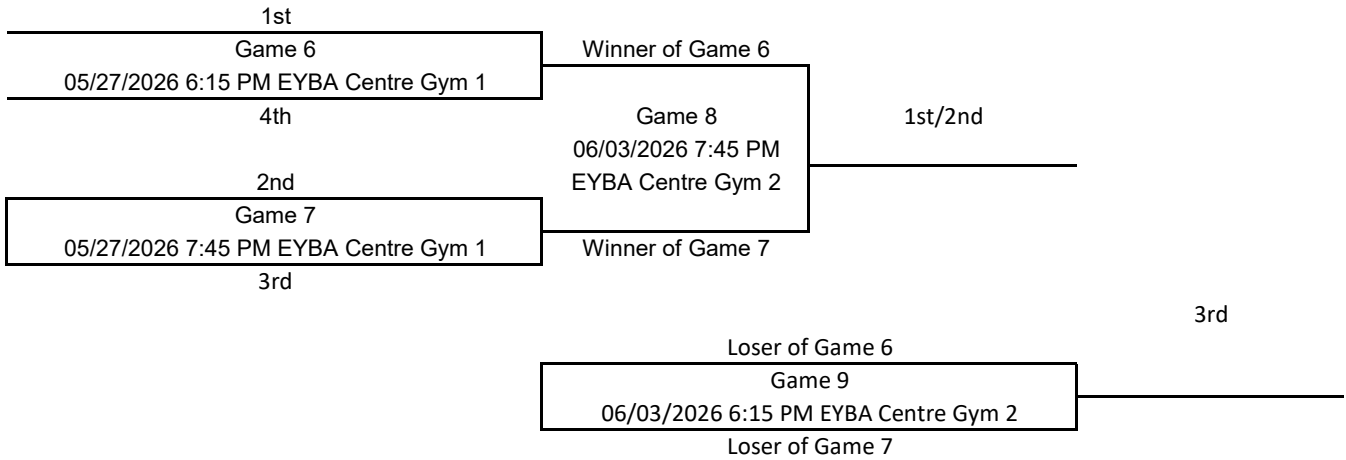 1st
Game 6
05/27/2026 6:15 PM EYBA Centre Gym 1
4th
2nd
Game 7
05/27/2026 7:45 PM EYBA Centre Gym 1
3rd
Winner of Game 6
Game 8
06/03/2026 7:45 PM
EYBA Centre Gym 2
Winner of Game 7
1st/2nd
Loser of Game 6
Game 9
06/03/2026 6:15 PM EYBA Centre Gym 2
Loser of Game 7
3rd